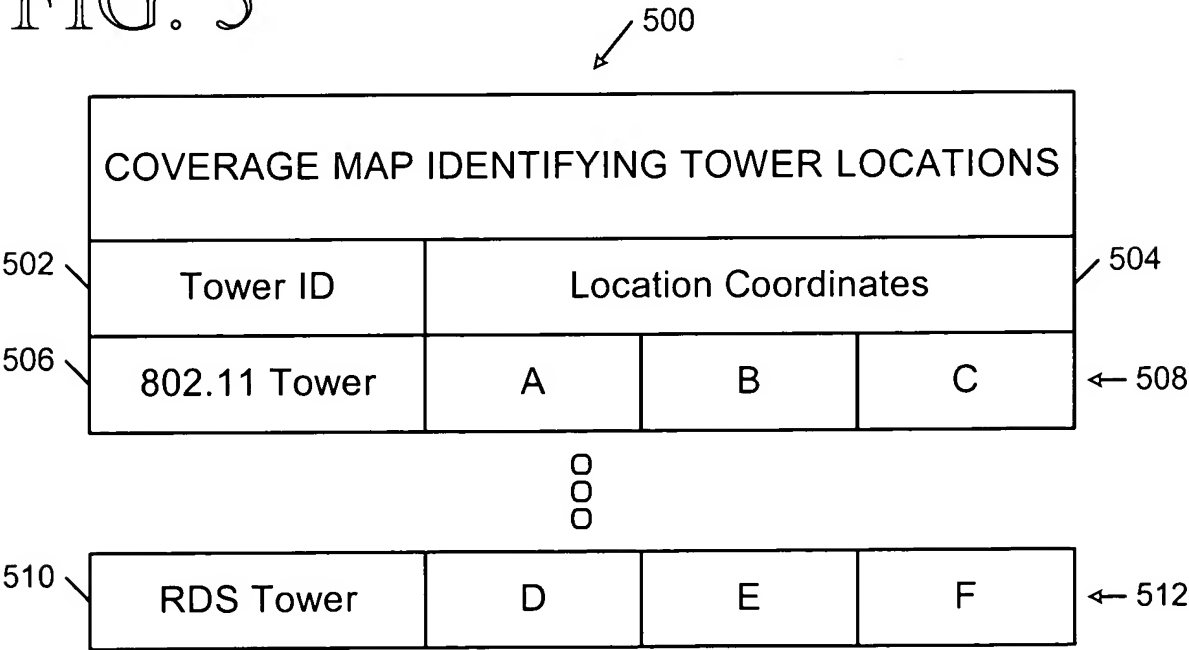 FIG. 5
500
COVERAGE MAP IDENTIFYING TOWER LOCATIONS
502 Tower ID Location Coordinates 504
506 802.11 Tower A B C 508
510 RDS Tower D E F 512